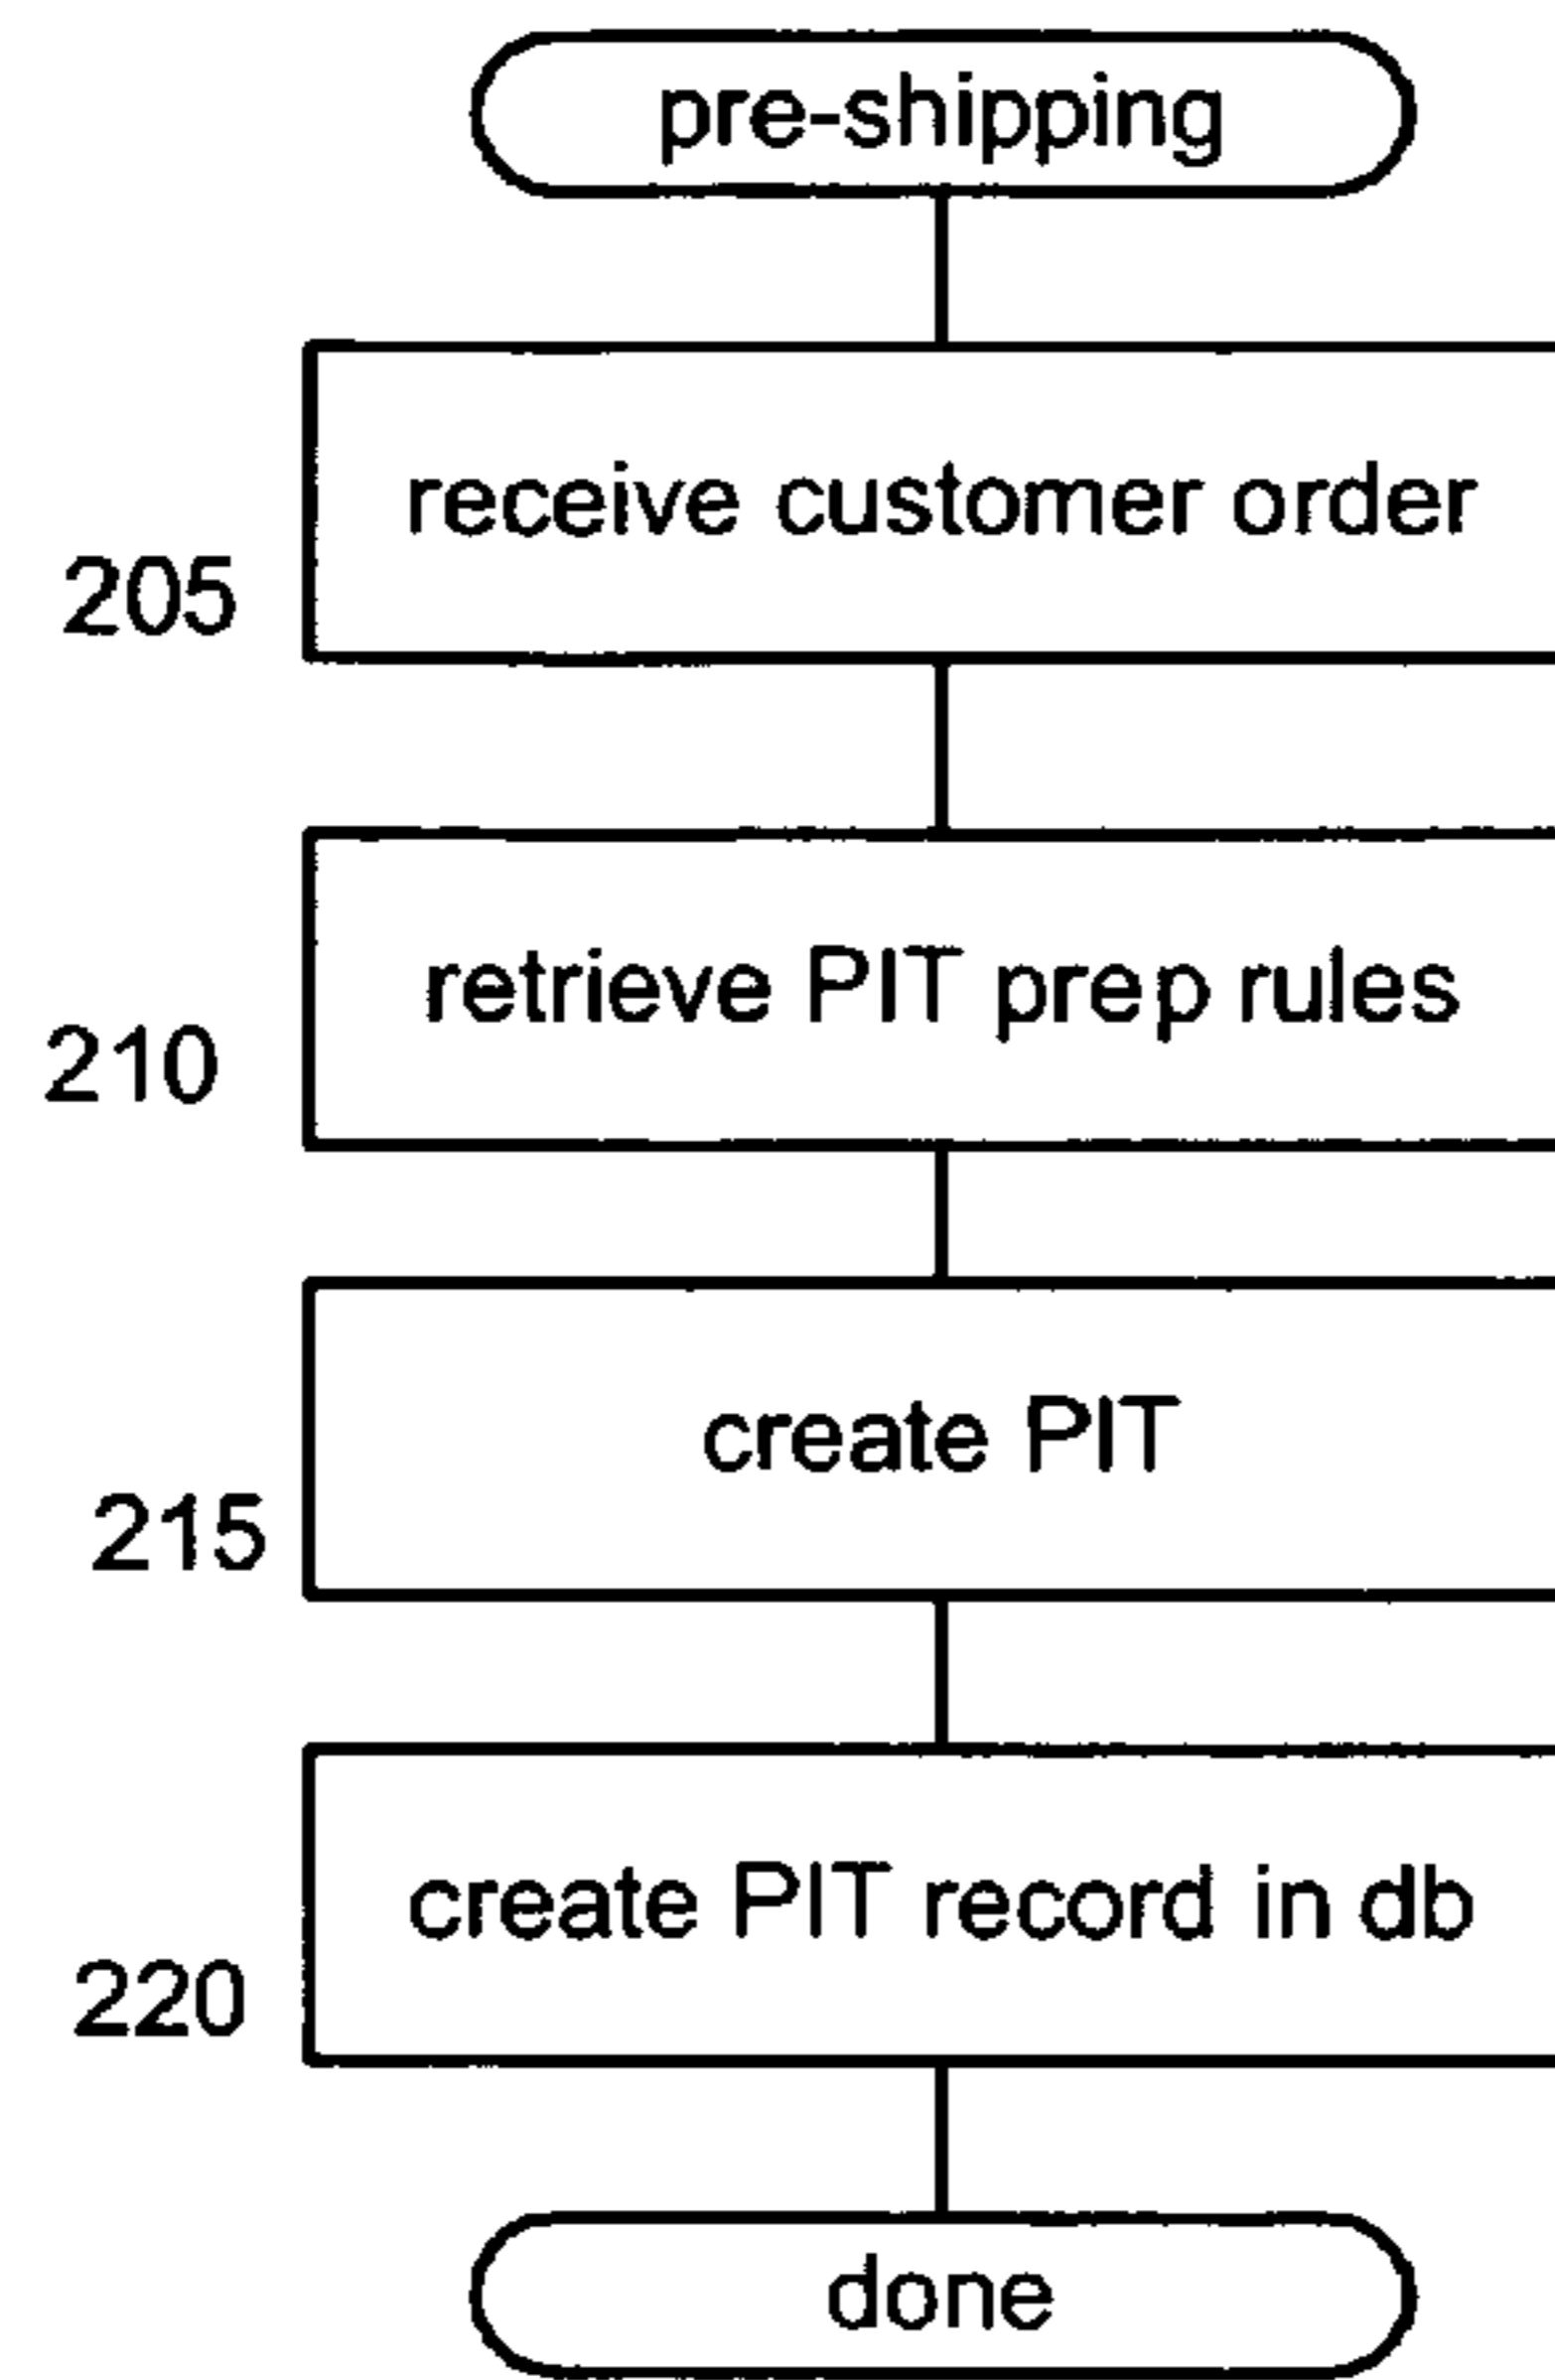 pre-shipping
receive customer order
205
retrieve PIT prep rules
210
create PIT
215
create PIT record in db
220
done